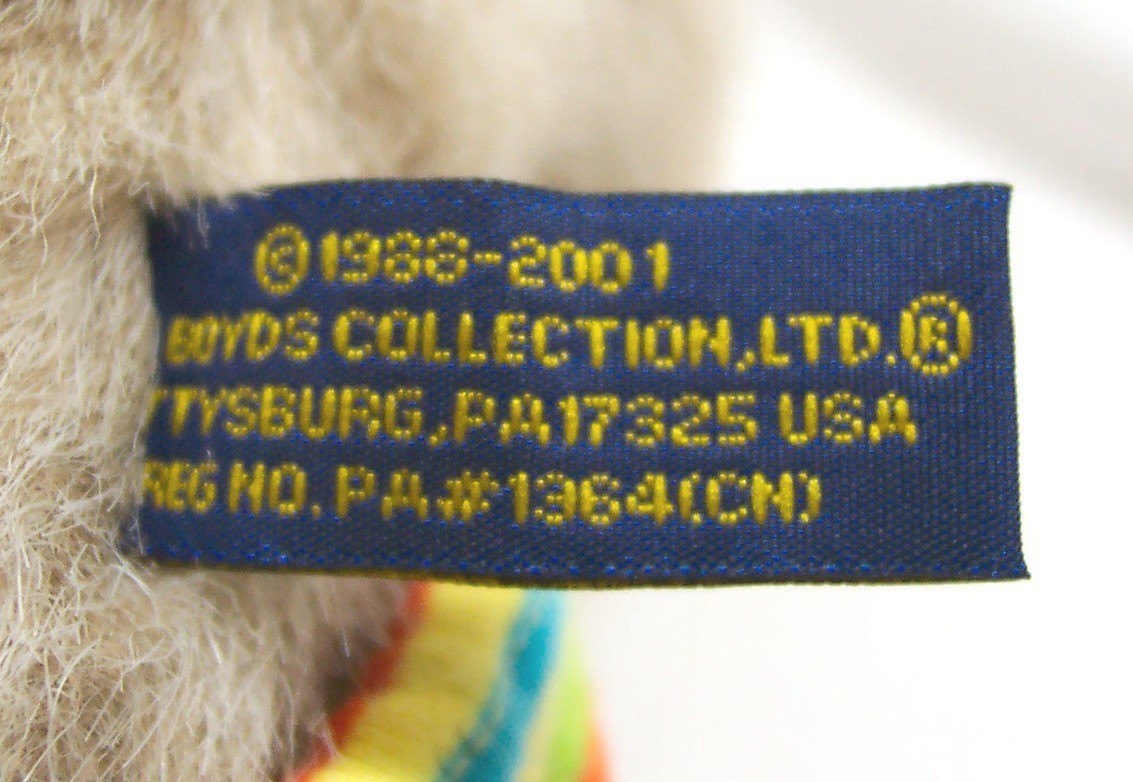 ©1988-2001
BOYDS COLLECTION,LTD.®
TTYSBURG,PA17325 USA
REG NO.PA#1364(CN)